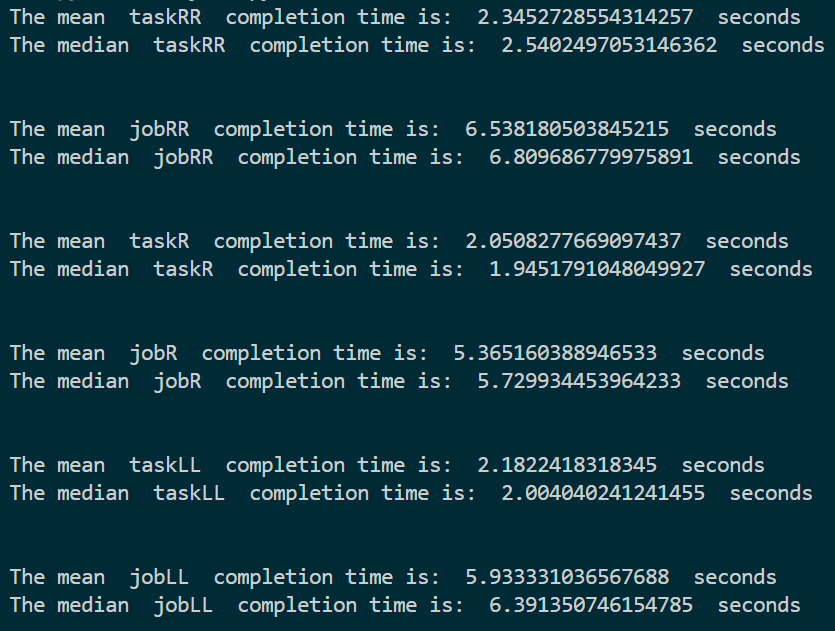 The mean  taskRR  completion time is:  2.3452728554314257  seconds
The median  taskRR  completion time is:  2.5402497053146362  seconds
The mean  jobRR  completion time is:  6.538180503845215  seconds
The median  jobRR  completion time is:  6.809686779975891  seconds
The mean  taskR  completion time is:  2.0508277669097437  seconds
The median  taskR  completion time is:  1.9451791048049927  seconds
The mean  jobR  completion time is:  5.365160388946533  seconds
The median  jobR  completion time is:  5.729934453964233  seconds
The mean  taskLL  completion time is:  2.1822418318345  seconds
The median  taskLL  completion time is:  2.004040241241455  seconds
The mean  jobLL  completion time is:  5.933331036567688  seconds
The median  jobLL  completion time is:  6.391350746154785  seconds